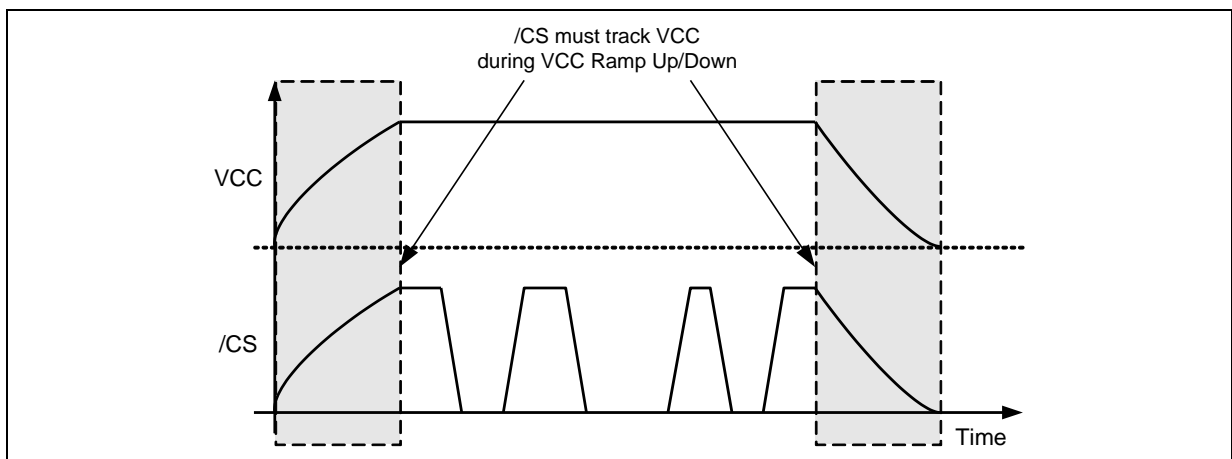 /CS must track VCC
during VCC Ramp Up/Down
VCC
/CS
Time